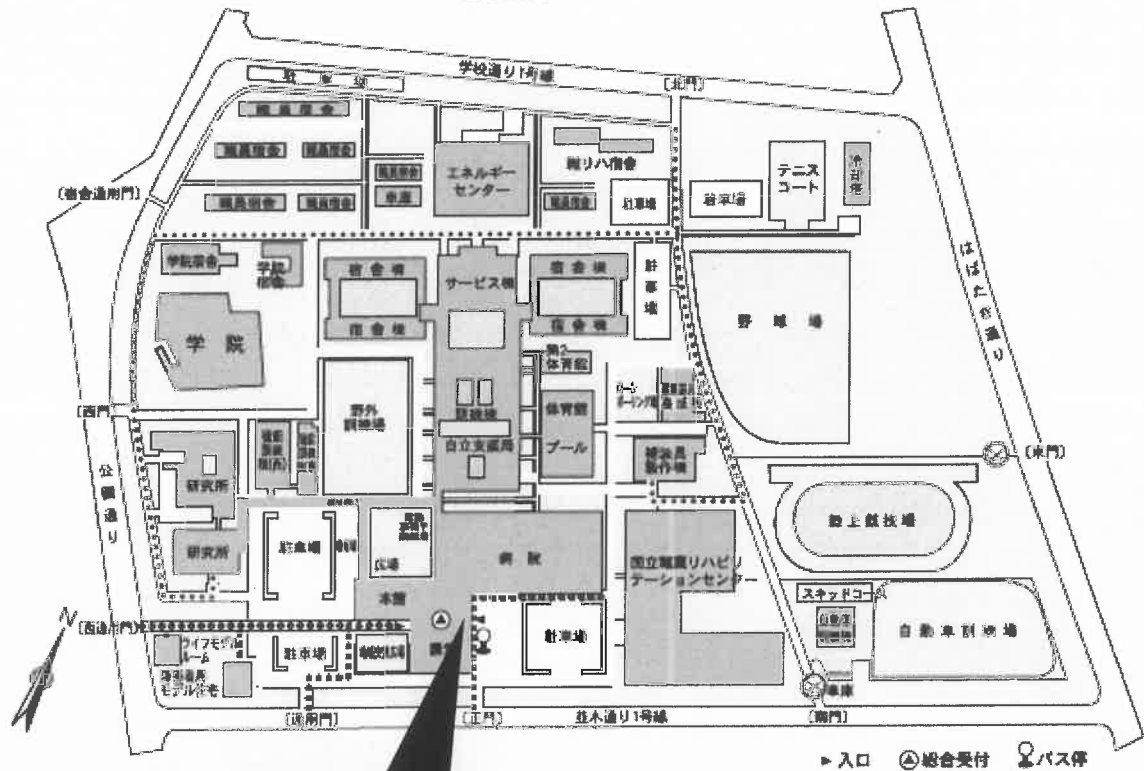 学校通り1号線
駐車場
〔北門〕
職員宿舎
職員宿舎
職員宿舎
職員宿舎
職員宿舎
職員宿舎
車庫
エネルギー
センター
職員宿舎
駐車場
駐車場
テニス
コート
〔宿舎通用門〕
はばたき通り
学院宿舎
学院
宿舎
宿舎棟
宿舎棟
サービス棟
宿舎棟
宿舎棟
駐車場
野球場
学院
第2
体育館
野外
訓練場
訓練棟
体育館
プール
自立支援局
〔西門〕
公園通り
研究所
研究所
補装具
製作棟
〔東門〕
陸上競技場
駐車場
広場
病院
国立職業リハビリ
テーションセンター
本館
スキッドコース
自動車訓練場
〔西通用門〕
ライフモデル
ルーム
モデル住宅
駐車場
駐車場
車庫
〔通用門〕
〔正門〕
並木通り1号線
〔南門〕
N
入口
総合受付
バス停